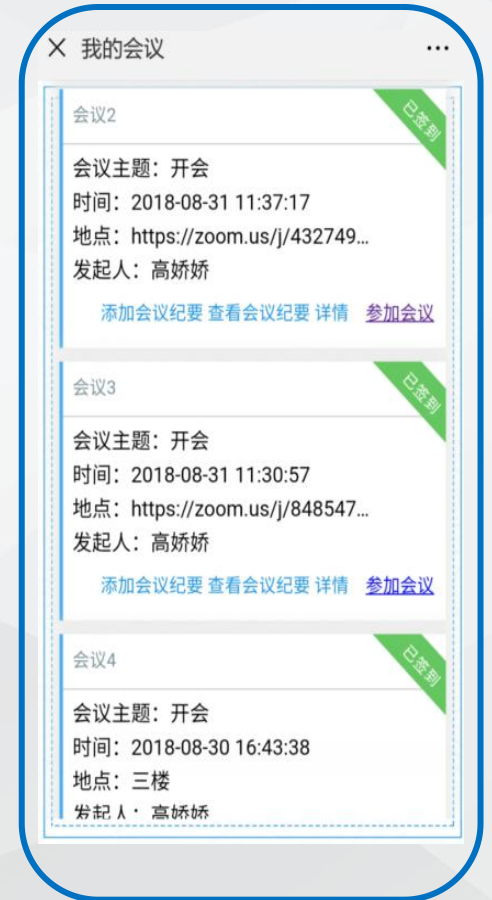 我的会议
会议2
已签到
会议主题：开会
时间：2018-08-31 11:37:17
地点：https://zoom.us/j/432749...
发起人：高娇娇
添加会议纪要 查看会议纪要 详情 参加会议
会议3
已签到
会议主题：开会
时间：2018-08-31 11:30:57
地点：https://zoom.us/j/848547...
发起人：高娇娇
添加会议纪要 查看会议纪要 详情 参加会议
会议4
已签到
会议主题：开会
时间：2018-08-30 16:43:38
地点：三楼
发起人：高娇娇